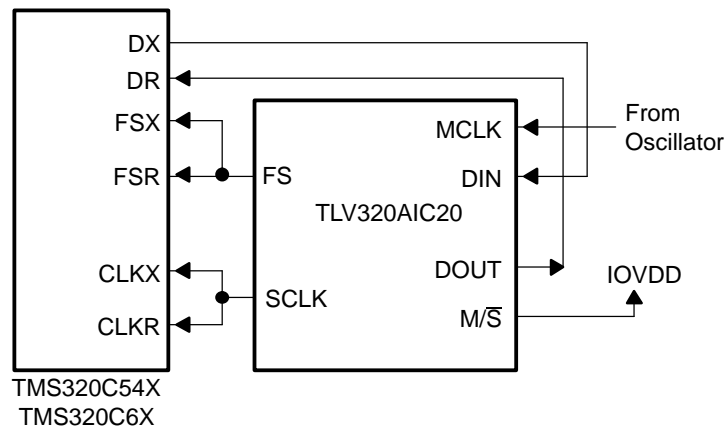 DX
DR
FSX
FSR
CLKX
CLKR
TMS320C54X
TMS320C6X
FS
SCLK
TLV320AIC20
MCLK
DIN
DOUT
M/S̅
From
Oscillator
IOVDD